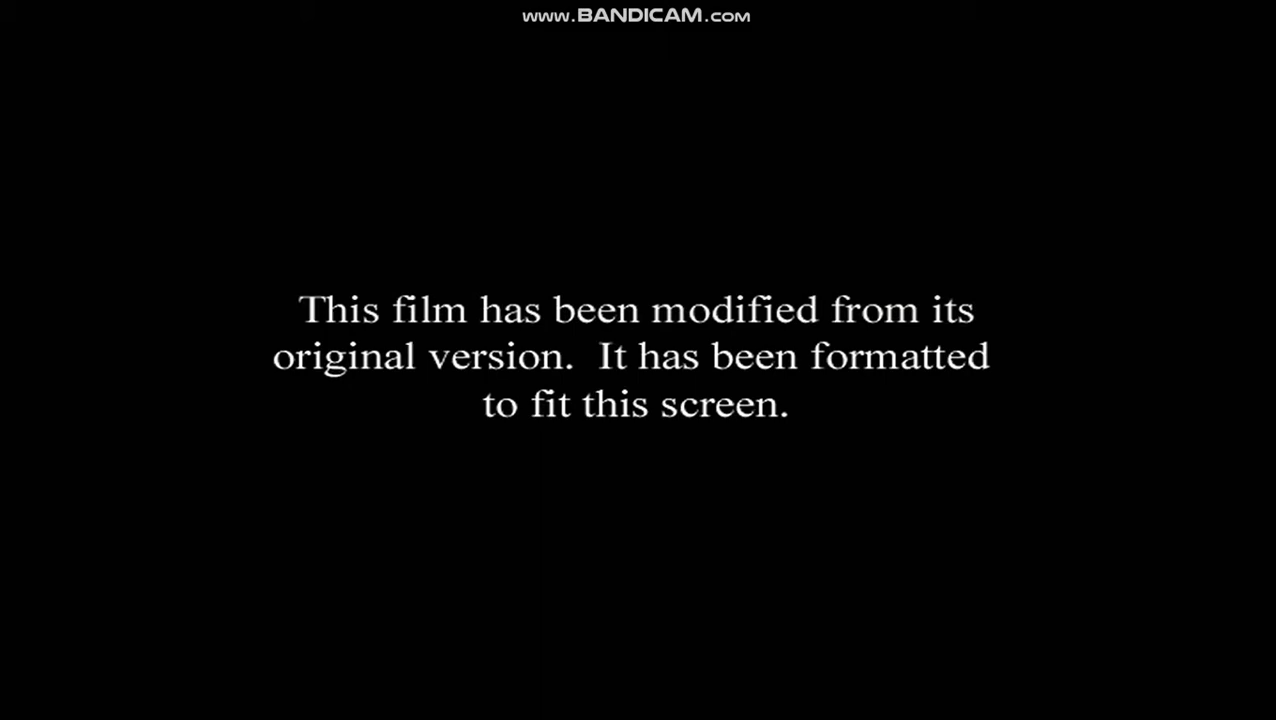 www.BANDICAM.com
This film has been modified from its
original version.  It has been formatted
to fit this screen.